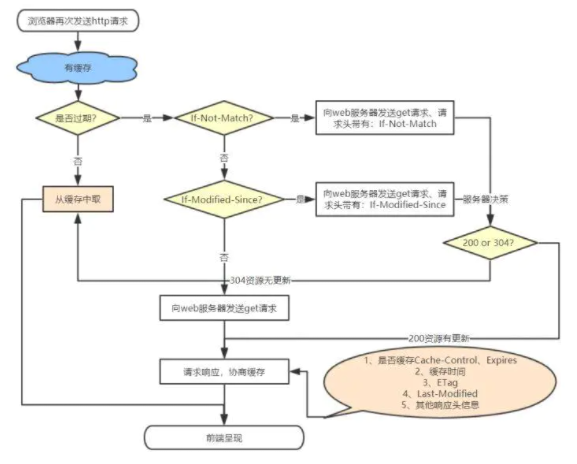 浏览器再次发送http请求
有缓存
是否过期?
是
If-Not-Match?
是
向web服务器发送get请求、请
求头带有：If-Not-Match
否
否
从缓存中取
If-Modified-Since?
是
向web服务器发送get请求、请
求头带有：If-Modified-Since
服务器决策
200 or 304?
否
304资源无更新
向web服务器发送get请求
200资源有更新
请求响应，协商缓存
1、是否缓存Cache-Control、Expires
2、缓存时间
3、ETag
4、Last-Modified
5、其他响应头信息
前端呈现